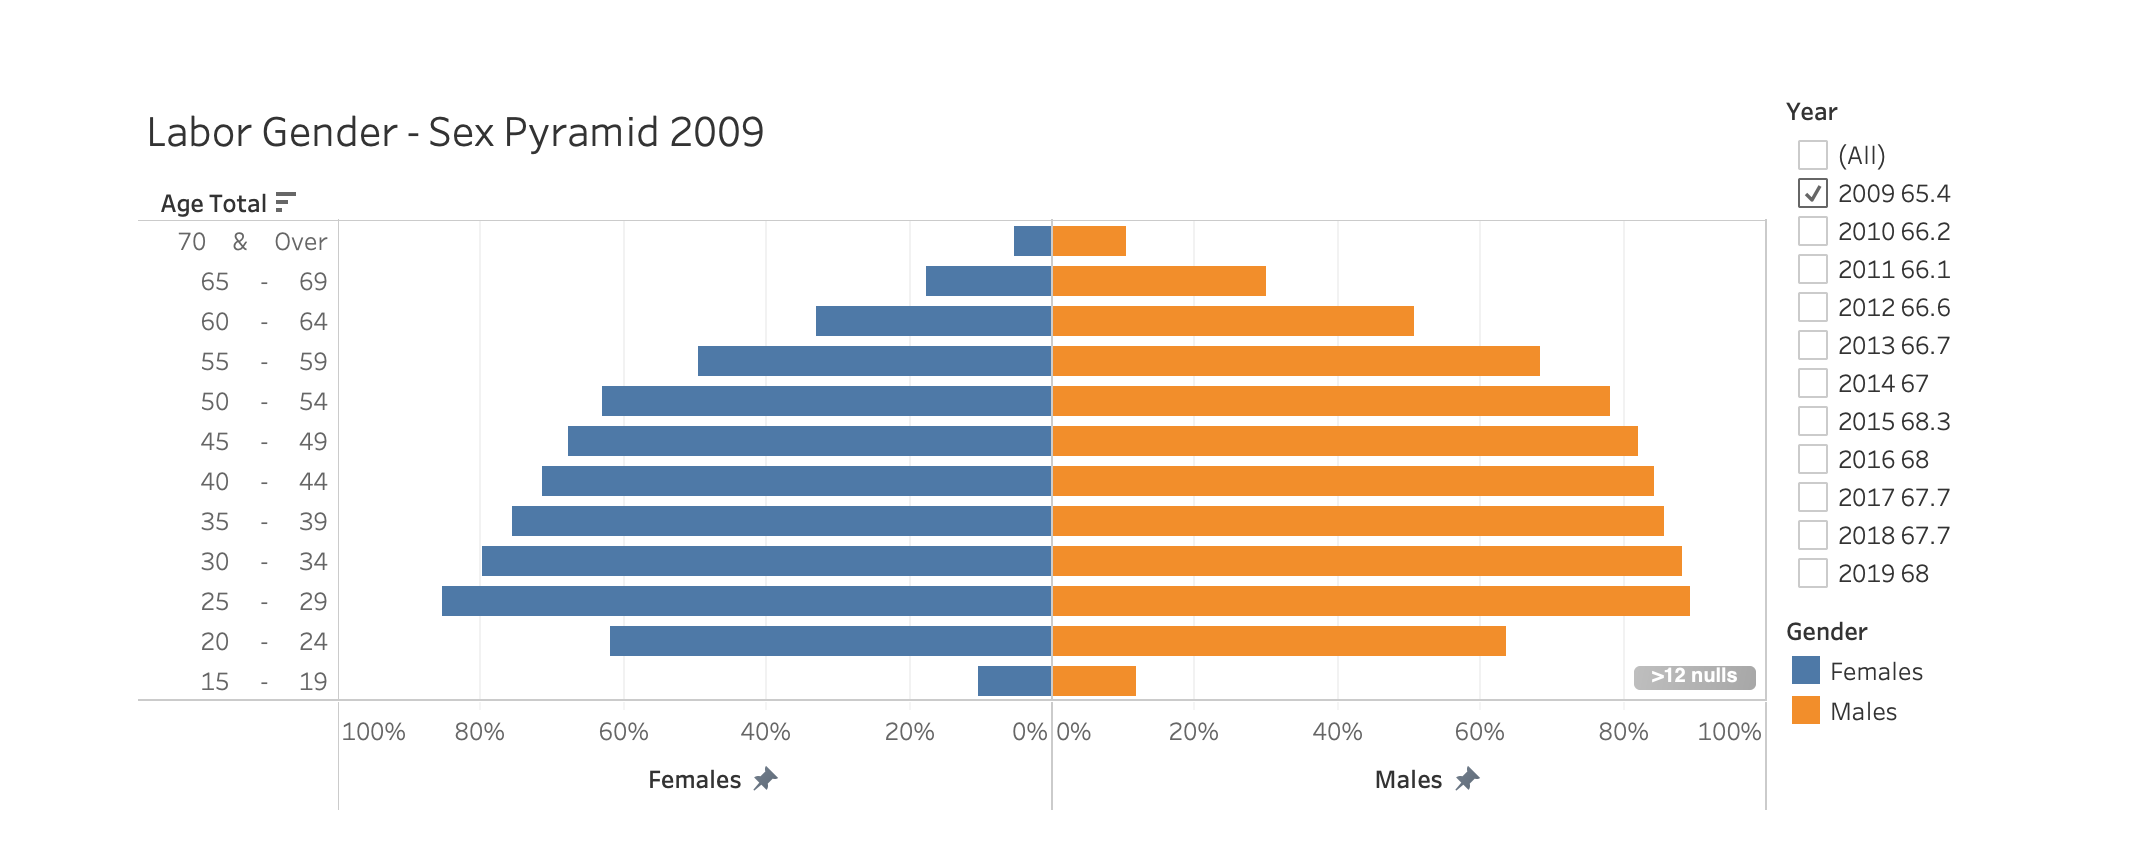 Labor Gender - Sex Pyramid 2009
Age Total
70 & Over
65 - 69
60 - 64
55 - 59
50 - 54
45 - 49
40 - 44
35 - 39
30 - 34
25 - 29
20 - 24
15 - 19
>12 nulls
100% 80% 60% 40% 20% 0% 0% 20% 40% 60% 80% 100%
Females Males
Year
(All)
2009 65.4
2010 66.2
2011 66.1
2012 66.6
2013 66.7
2014 67
2015 68.3
2016 68
2017 67.7
2018 67.7
2019 68
Gender
Females
Males